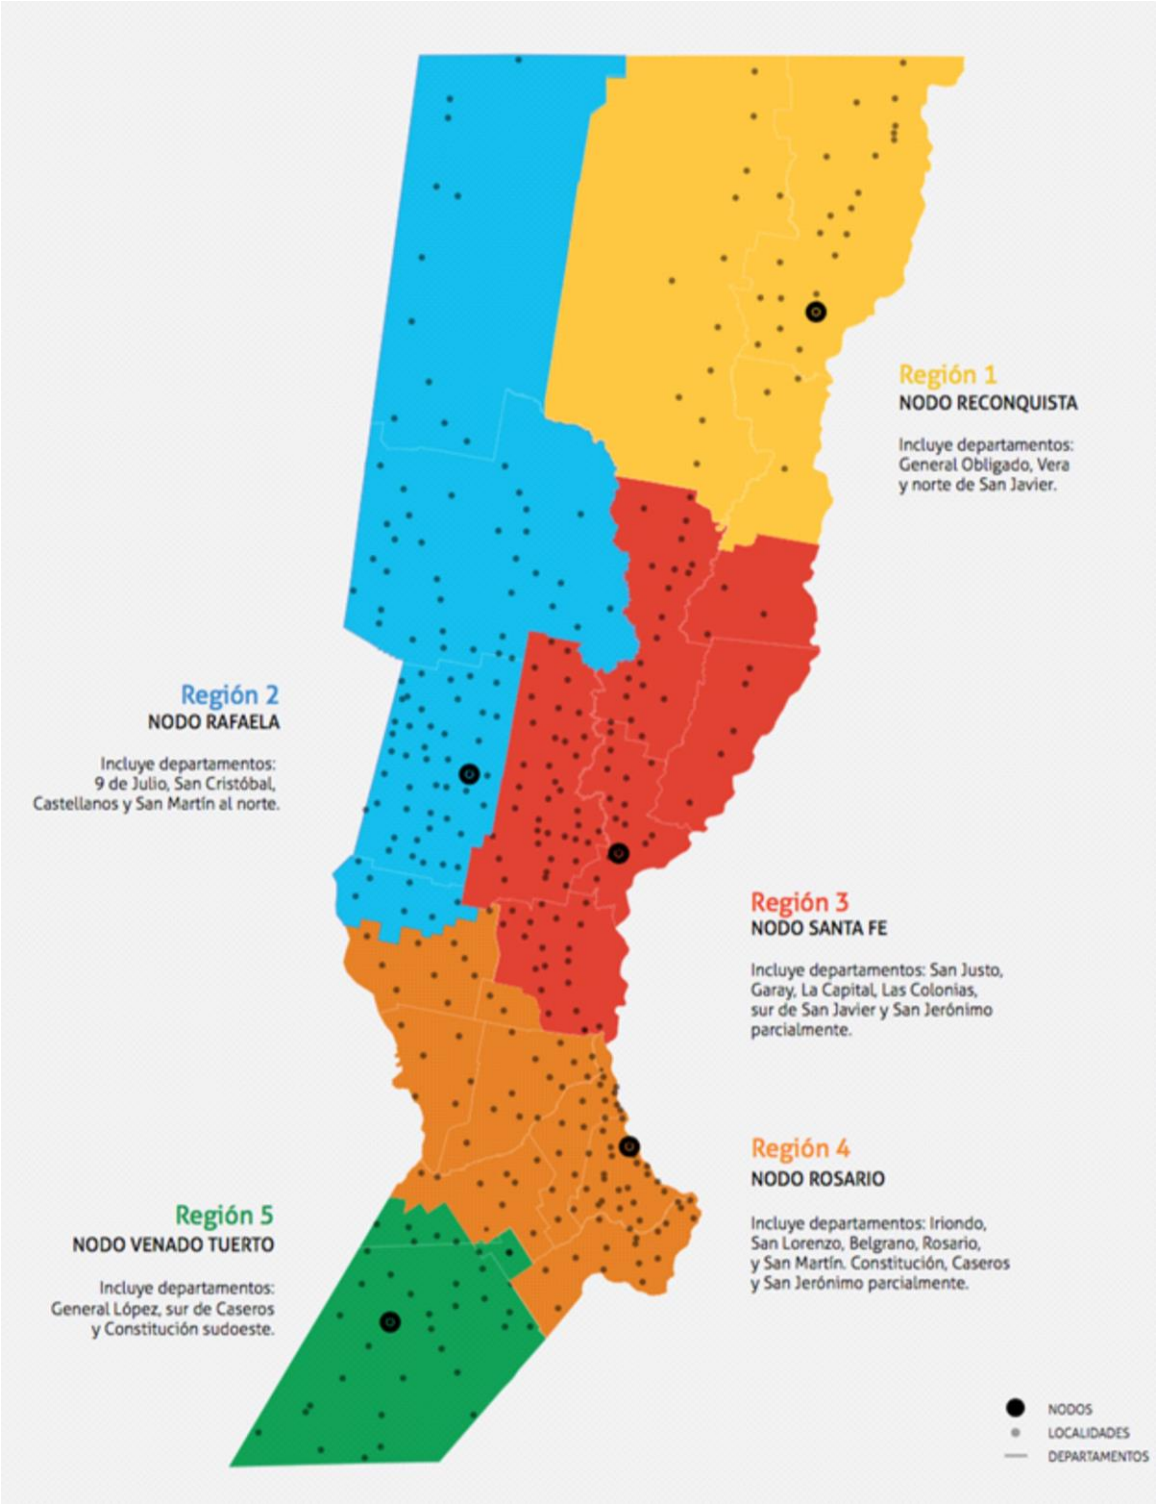 Región 1
NODO RECONQUISTA
Incluye departamentos:
General Obligado, Vera
y norte de San Javier.
Región 2
NODO RAFAELA
Incluye departamentos:
9 de Julio, San Cristóbal,
Castellanos y San Martín al norte.
Región 3
NODO SANTA FE
Incluye departamentos: San Justo,
Garay, La Capital, Las Colonias,
sur de San Javier y San Jerónimo
parcialmente.
Región 4
NODO ROSARIO
Incluye departamentos: Iriondo,
San Lorenzo, Belgrano, Rosario,
y San Martín. Constitución, Caseros
y San Jerónimo parcialmente.
Región 5
NODO VENADO TUERTO
Incluye departamentos:
General López, sur de Caseros
y Constitución sudoeste.
NODOS
LOCALIDADES
DEPARTAMENTOS